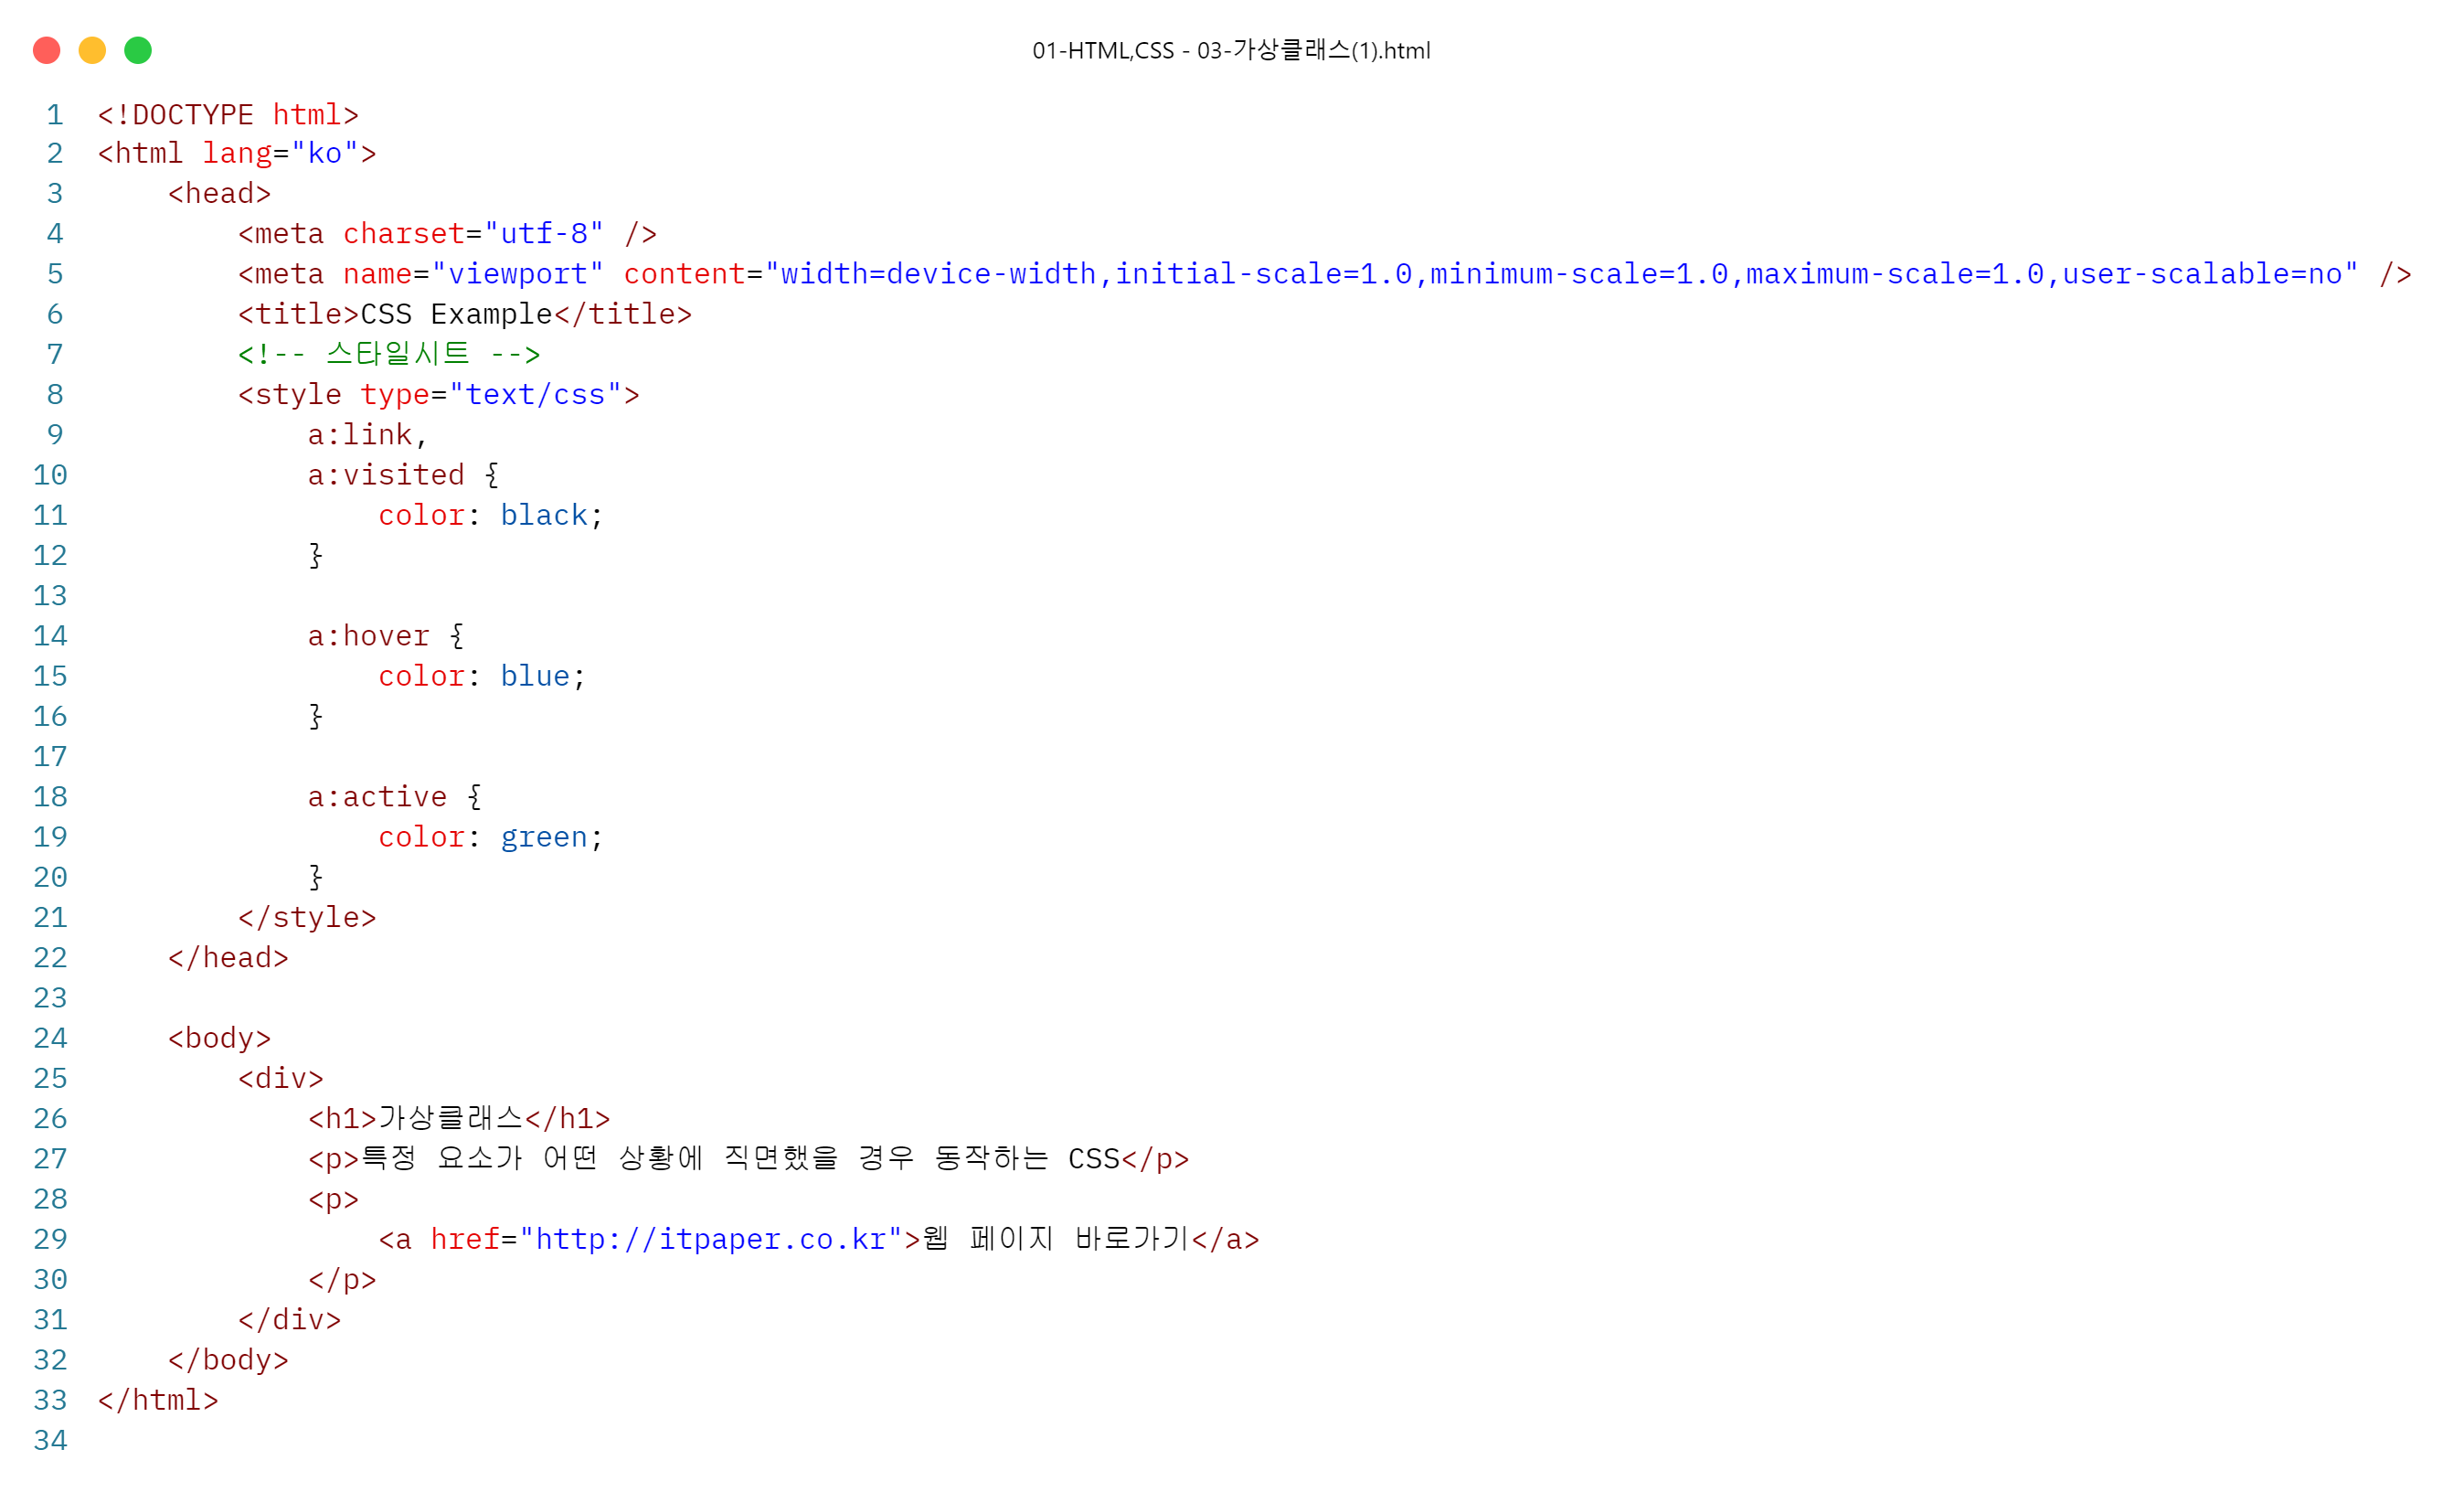 01-HTML,CSS - 03-가상클래스(1).html
1 <!DOCTYPE html>
2 <html lang="ko">
3     <head>
4         <meta charset="utf-8" />
5         <meta name="viewport" content="width=device-width,initial-scale=1.0,minimum-scale=1.0,maximum-scale=1.0,user-scalable=no" />
6         <title>CSS Example</title>
7         <!-- 스타일시트 -->
8         <style type="text/css">
9             a:link,
10             a:visited {
11                 color: black;
12             }
13
14             a:hover {
15                 color: blue;
16             }
17
18             a:active {
19                 color: green;
20             }
21         </style>
22     </head>
23
24     <body>
25         <div>
26             <h1>가상클래스</h1>
27             <p>특정 요소가 어떤 상황에 직면했을 경우 동작하는 CSS</p>
28             <p>
29                 <a href="http://itpaper.co.kr">웹 페이지 바로가기</a>
30             </p>
31         </div>
32     </body>
33 </html>
34